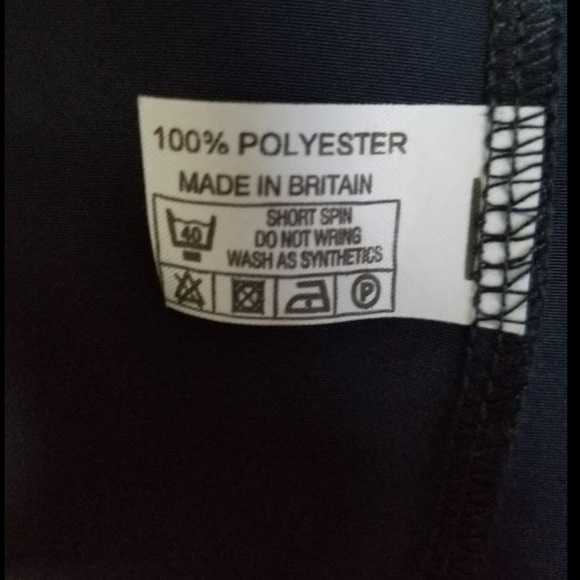 100% POLYESTER
MADE IN BRITAIN
40
SHORT SPIN
DO NOT WRING
WASH AS SYNTHETICS
P